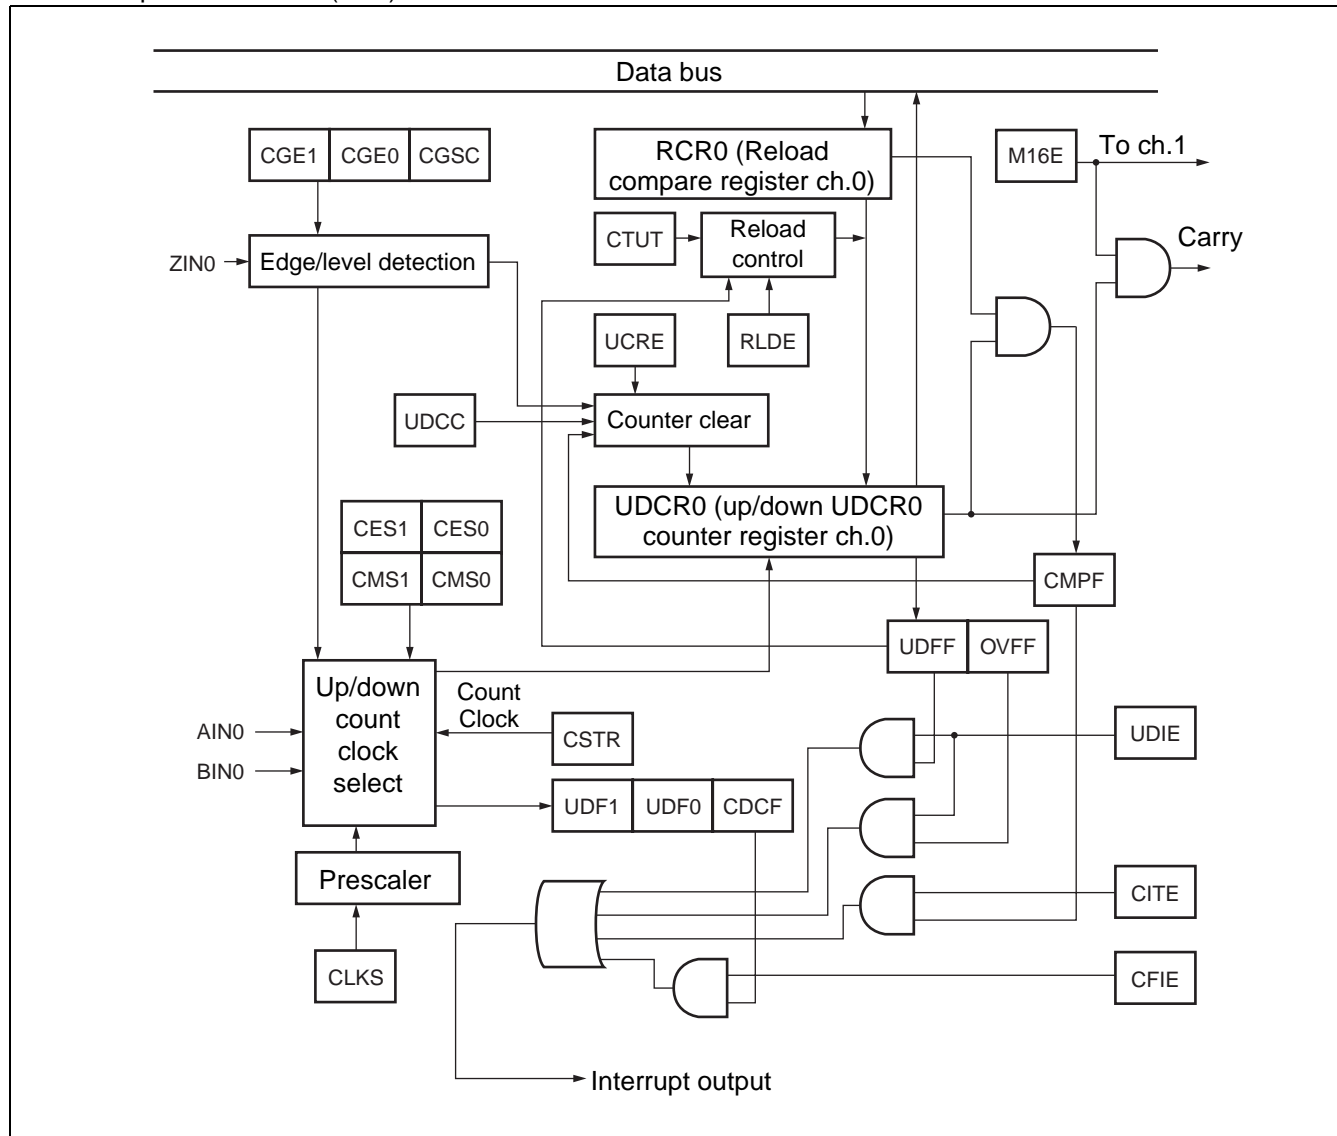 Data bus
CGE1 CGE0 CGSC
RCR0 (Reload
compare register ch.0)
M16E
To ch.1
ZIN0
Edge/level detection
CTUT
Reload
control
Carry
UCRE
RLDE
UDCC
Counter clear
CES1 CES0
CMS1 CMS0
UDCR0 (up/down UDCR0
counter register ch.0)
CMPF
UDFF OVFF
Up/down
count
clock
select
Count
Clock
CSTR
AIN0
BIN0
UDIE
UDF1 UDF0 CDCF
Prescaler
CITE
CLKS
CFIE
Interrupt output